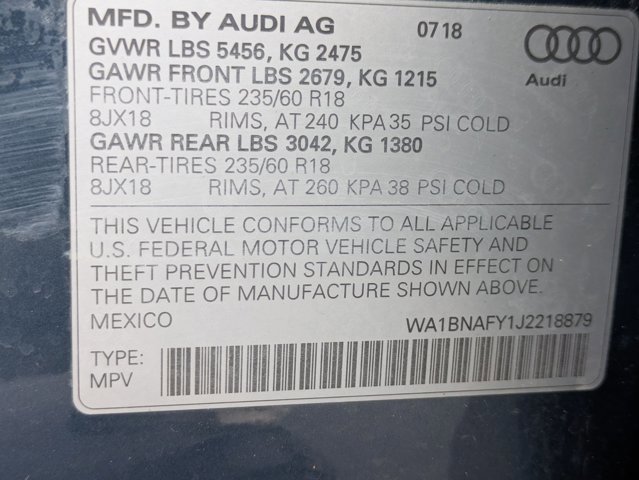 MFD. BY AUDI AG 0718
GVWR LBS 5456, KG 2475
GAWR FRONT LBS 2679, KG 1215
Audi
FRONT-TIRES 235/60 R18
8JX18 RIMS, AT 240 KPA 35 PSI COLD
GAWR REAR LBS 3042, KG 1380
REAR-TIRES 235/60 R18
8JX18 RIMS, AT 260 KPA 38 PSI COLD
THIS VEHICLE CONFORMS TO ALL APPLICABLE
U.S. FEDERAL MOTOR VEHICLE SAFETY AND
THEFT PREVENTION STANDARDS IN EFFECT ON
THE DATE OF MANUFACTURE SHOWN ABOVE.
MEXICO WA1BNAFY1J2218879
TYPE:
MPV